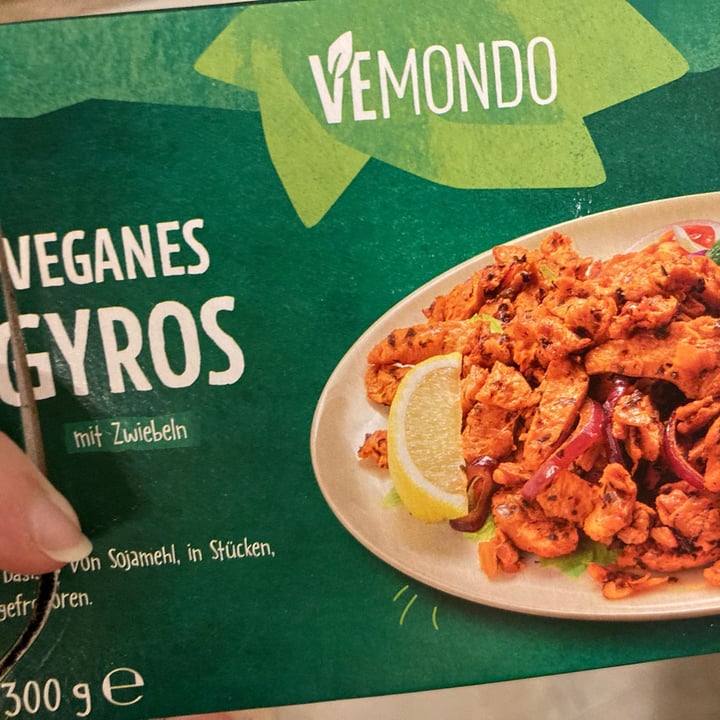 VEMONDO
VEGANES
GYROS
mit Zwiebeln
von Sojamehl, in Stücken,
300 g e